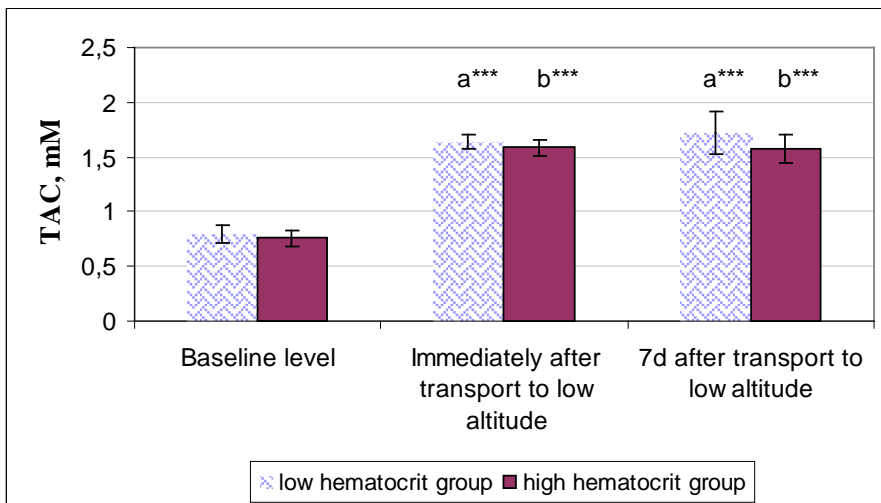 2,5
2
1,5
1
0,5
0
TAC, mM
a*** b*** a*** b***
Baseline level
Immediately after
transport to low
altitude
7d after transport to
low altitude
low hematocrit group high hematocrit group